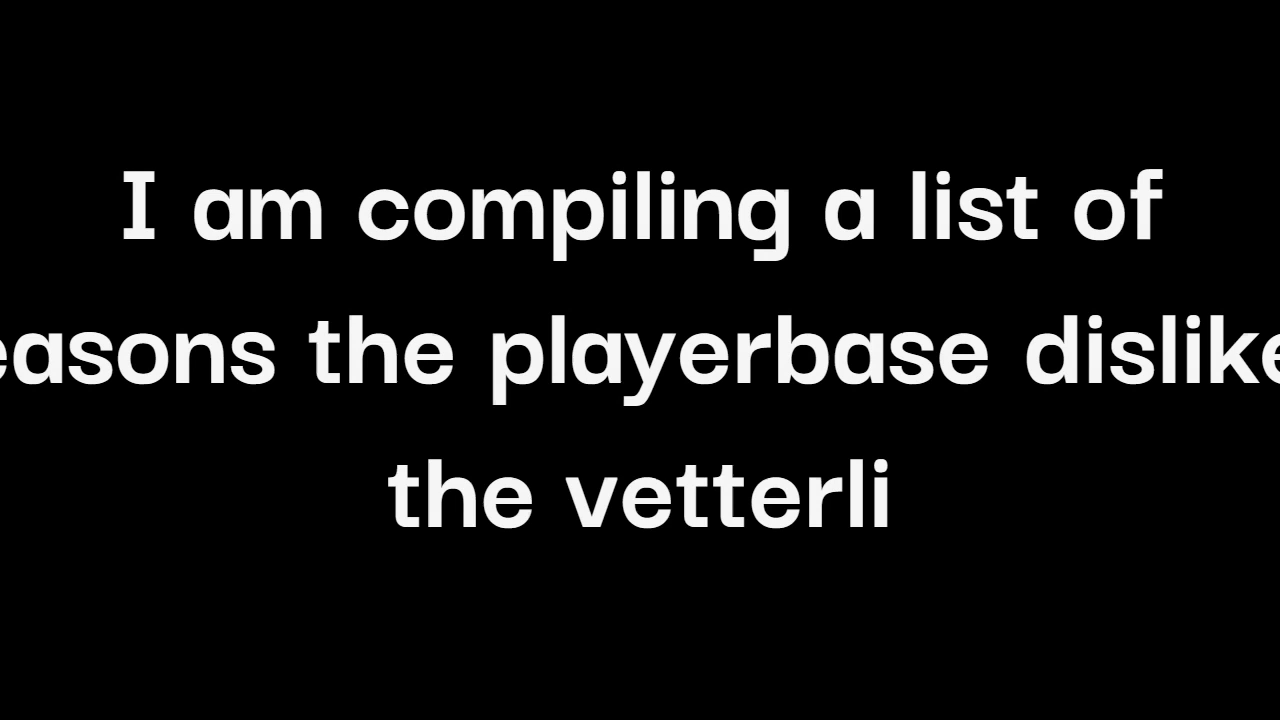 I am compiling a list of
easons the playerbase dislike
the vetterli